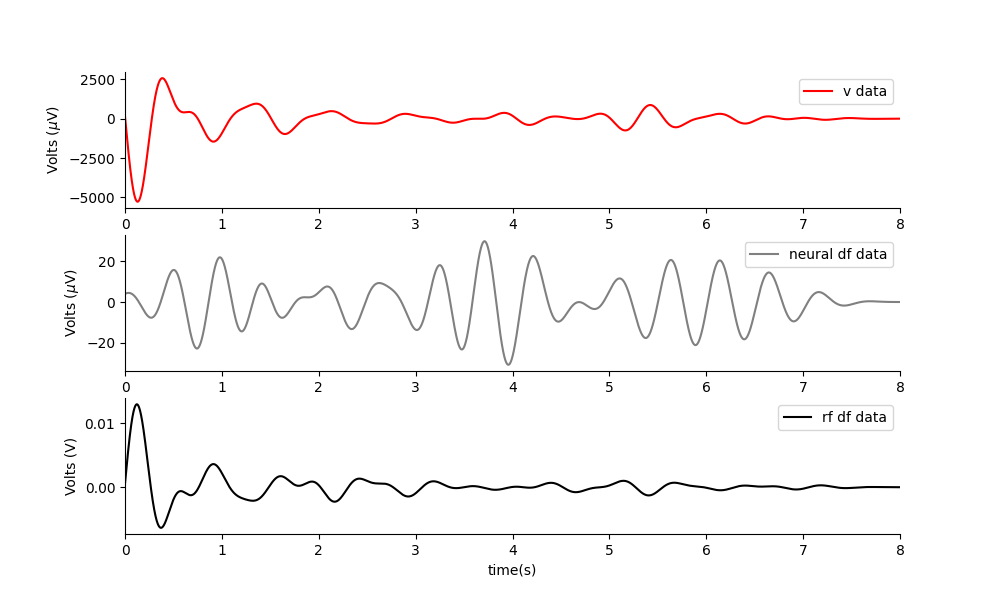 2500
0
−2500
−5000
Volts (μV)
v data
0 1 2 3 4 5 6 7 8
20
0
−20
Volts (μV)
neural df data
0 1 2 3 4 5 6 7 8
0.01
0.00
Volts (V)
rf df data
0 1 2 3 4 5 6 7 8
time(s)